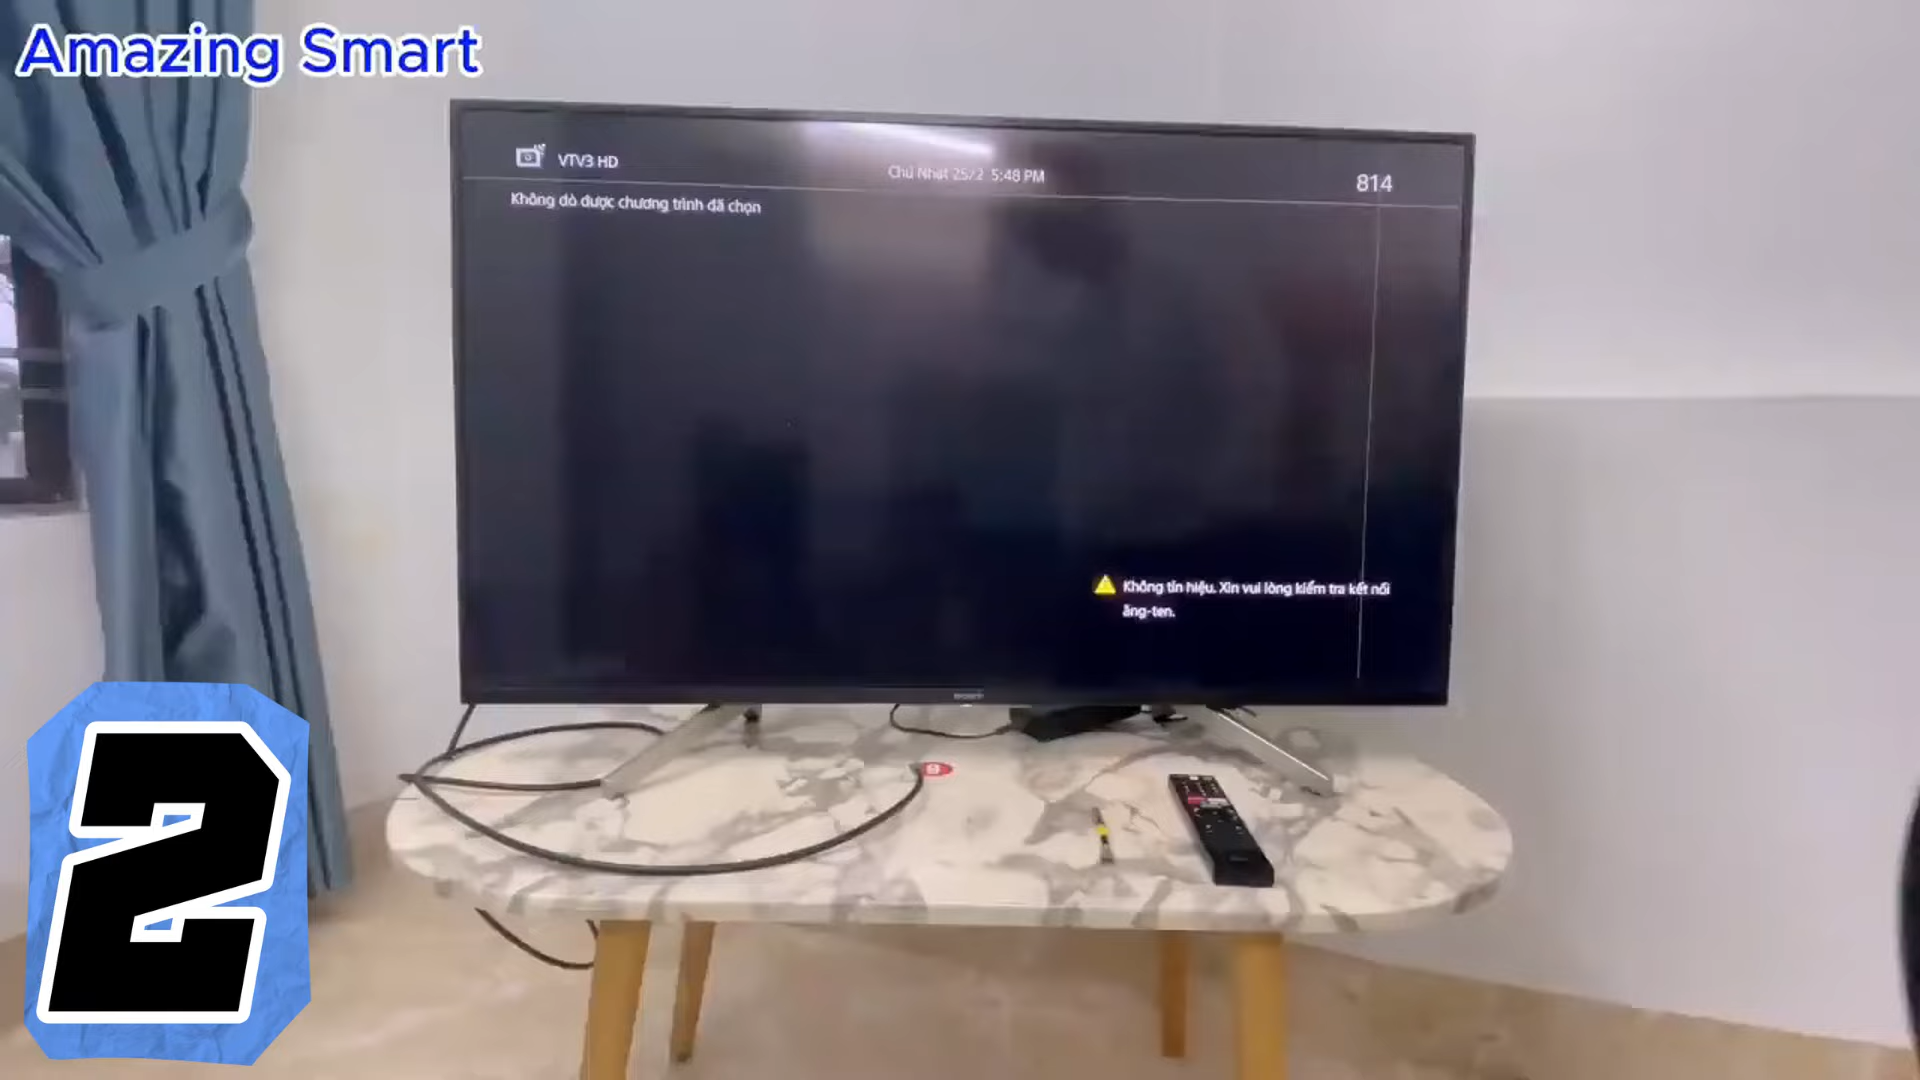 Amazing Smart
VTV3 HD
Chủ Nhật 25/2 5:48 PM
814
Không dò được chương trình đã chọn
Không tín hiệu. Xin vui lòng kiểm tra kết nối
ăng-ten.
SONY
2